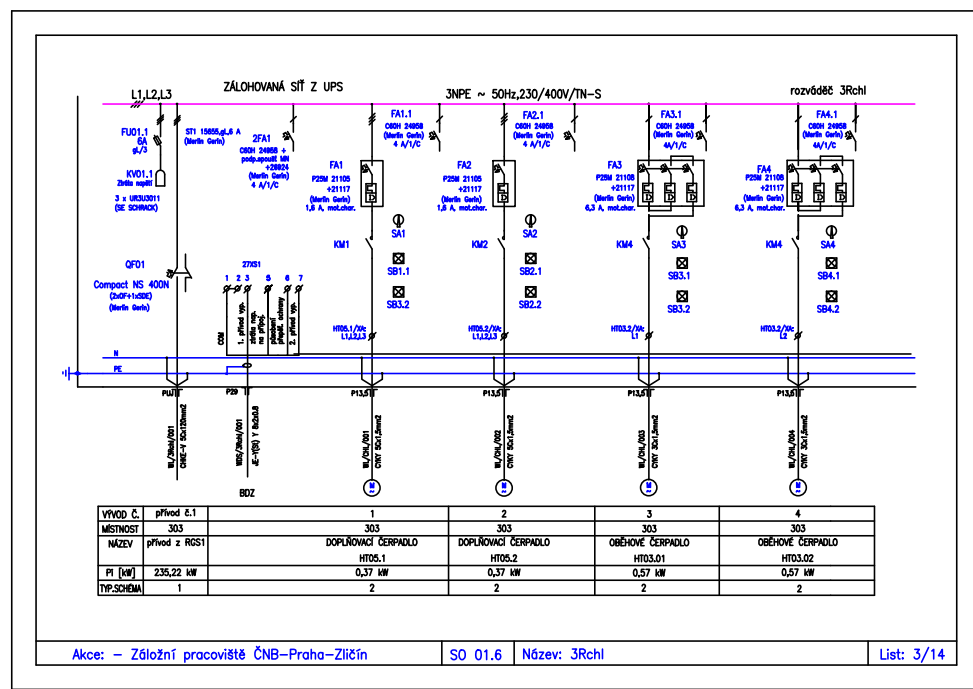 L1,L2,L3
ZÁLOHOVANÁ SÍŤ Z UPS
3NPE ~ 50Hz,230/400V/TN-S
rozváděč 3Rchl
FU01.1
6A
gL/3
ST1 15655,gL,6 A
(Merlin Gerin)
KV01.1
Ztráta napětí
3 x UR3U3011
(SE SCHRACK)
2FA1
C60H 24958 +
podp.spoušť MN
+26924
(Merlin Gerin)
4 A/1/C
FA1.1
C60H 24958
(Merlin Gerin)
4 A/1/C
FA2.1
C60H 24958
(Merlin Gerin)
4 A/1/C
FA3.1
C60H 24958
(Merlin Gerin)
4A/1/C
FA4.1
C60H 24958
(Merlin Gerin)
4A/1/C
FA1
P25M 21105
+21117
(Merlin Gerin)
1,6 A, mot.char.
FA2
P25M 21105
+21117
(Merlin Gerin)
1,6 A, mot.char.
FA3
P25M 21108
+21117
(Merlin Gerin)
6,3 A, mot.char.
FA4
P25M 21108
+21117
(Merlin Gerin)
6,3 A, mot.char.
KM1
SA1
SB1.1
SB3.2
KM2
SA2
SB2.1
SB2.2
KM4
SA3
SB3.1
SB3.2
KM4
SA4
SB4.1
SB4.2
QF01
Compact NS 400N
(2xOF+1xSDE)
(Merlin Gerin)
27XS1
1 2 3 5 6 7
COM
1. přívod vyp.
ztráta nap.
na přípoj.
působení
přepěť. ochrany
2. přívod vyp.
HT05.1/XA:
L1,L2,L3
HT05.2/XA:
L1,L2,L3
HT03.2/XA:
L1
HT03.2/XA:
L2
N
PE
PUJ
P29
P13,5
P13,5
P13,5
P13,5
WL/3Rchl/001
CHKE-V 5Cx120mm2
WDS/3Rchl/001
JE-Y(St) Y 8x2x0.8
BDZ
WL/CHL/001
CYKY 5Cx1,5mm2
WL/CHL/002
CYKY 5Cx1,5mm2
WL/CHL/003
CYKY 3Cx1,5mm2
WL/CHL/004
CYKY 3Cx1,5mm2
VÝVOD Č. přívod č.1 1 2 3 4
MÍSTNOST 303 303 303 303 303
NÁZEV přívod z RGS1 DOPLŇOVACÍ ČERPADLO DOPLŇOVACÍ ČERPADLO OBĚHOVÉ ČERPADLO OBĚHOVÉ ČERPADLO
HT05.1 HT05.2 HT03.01 HT03.02
PI [kW] 235,22 kW 0,37 kW 0,37 kW 0,57 kW 0,57 kW
TYP.SCHÉMA 1 2 2 2 2
Akce: - Záložní pracoviště ČNB-Praha-Zličín SO 01.6 Název: 3Rchl List: 3/14